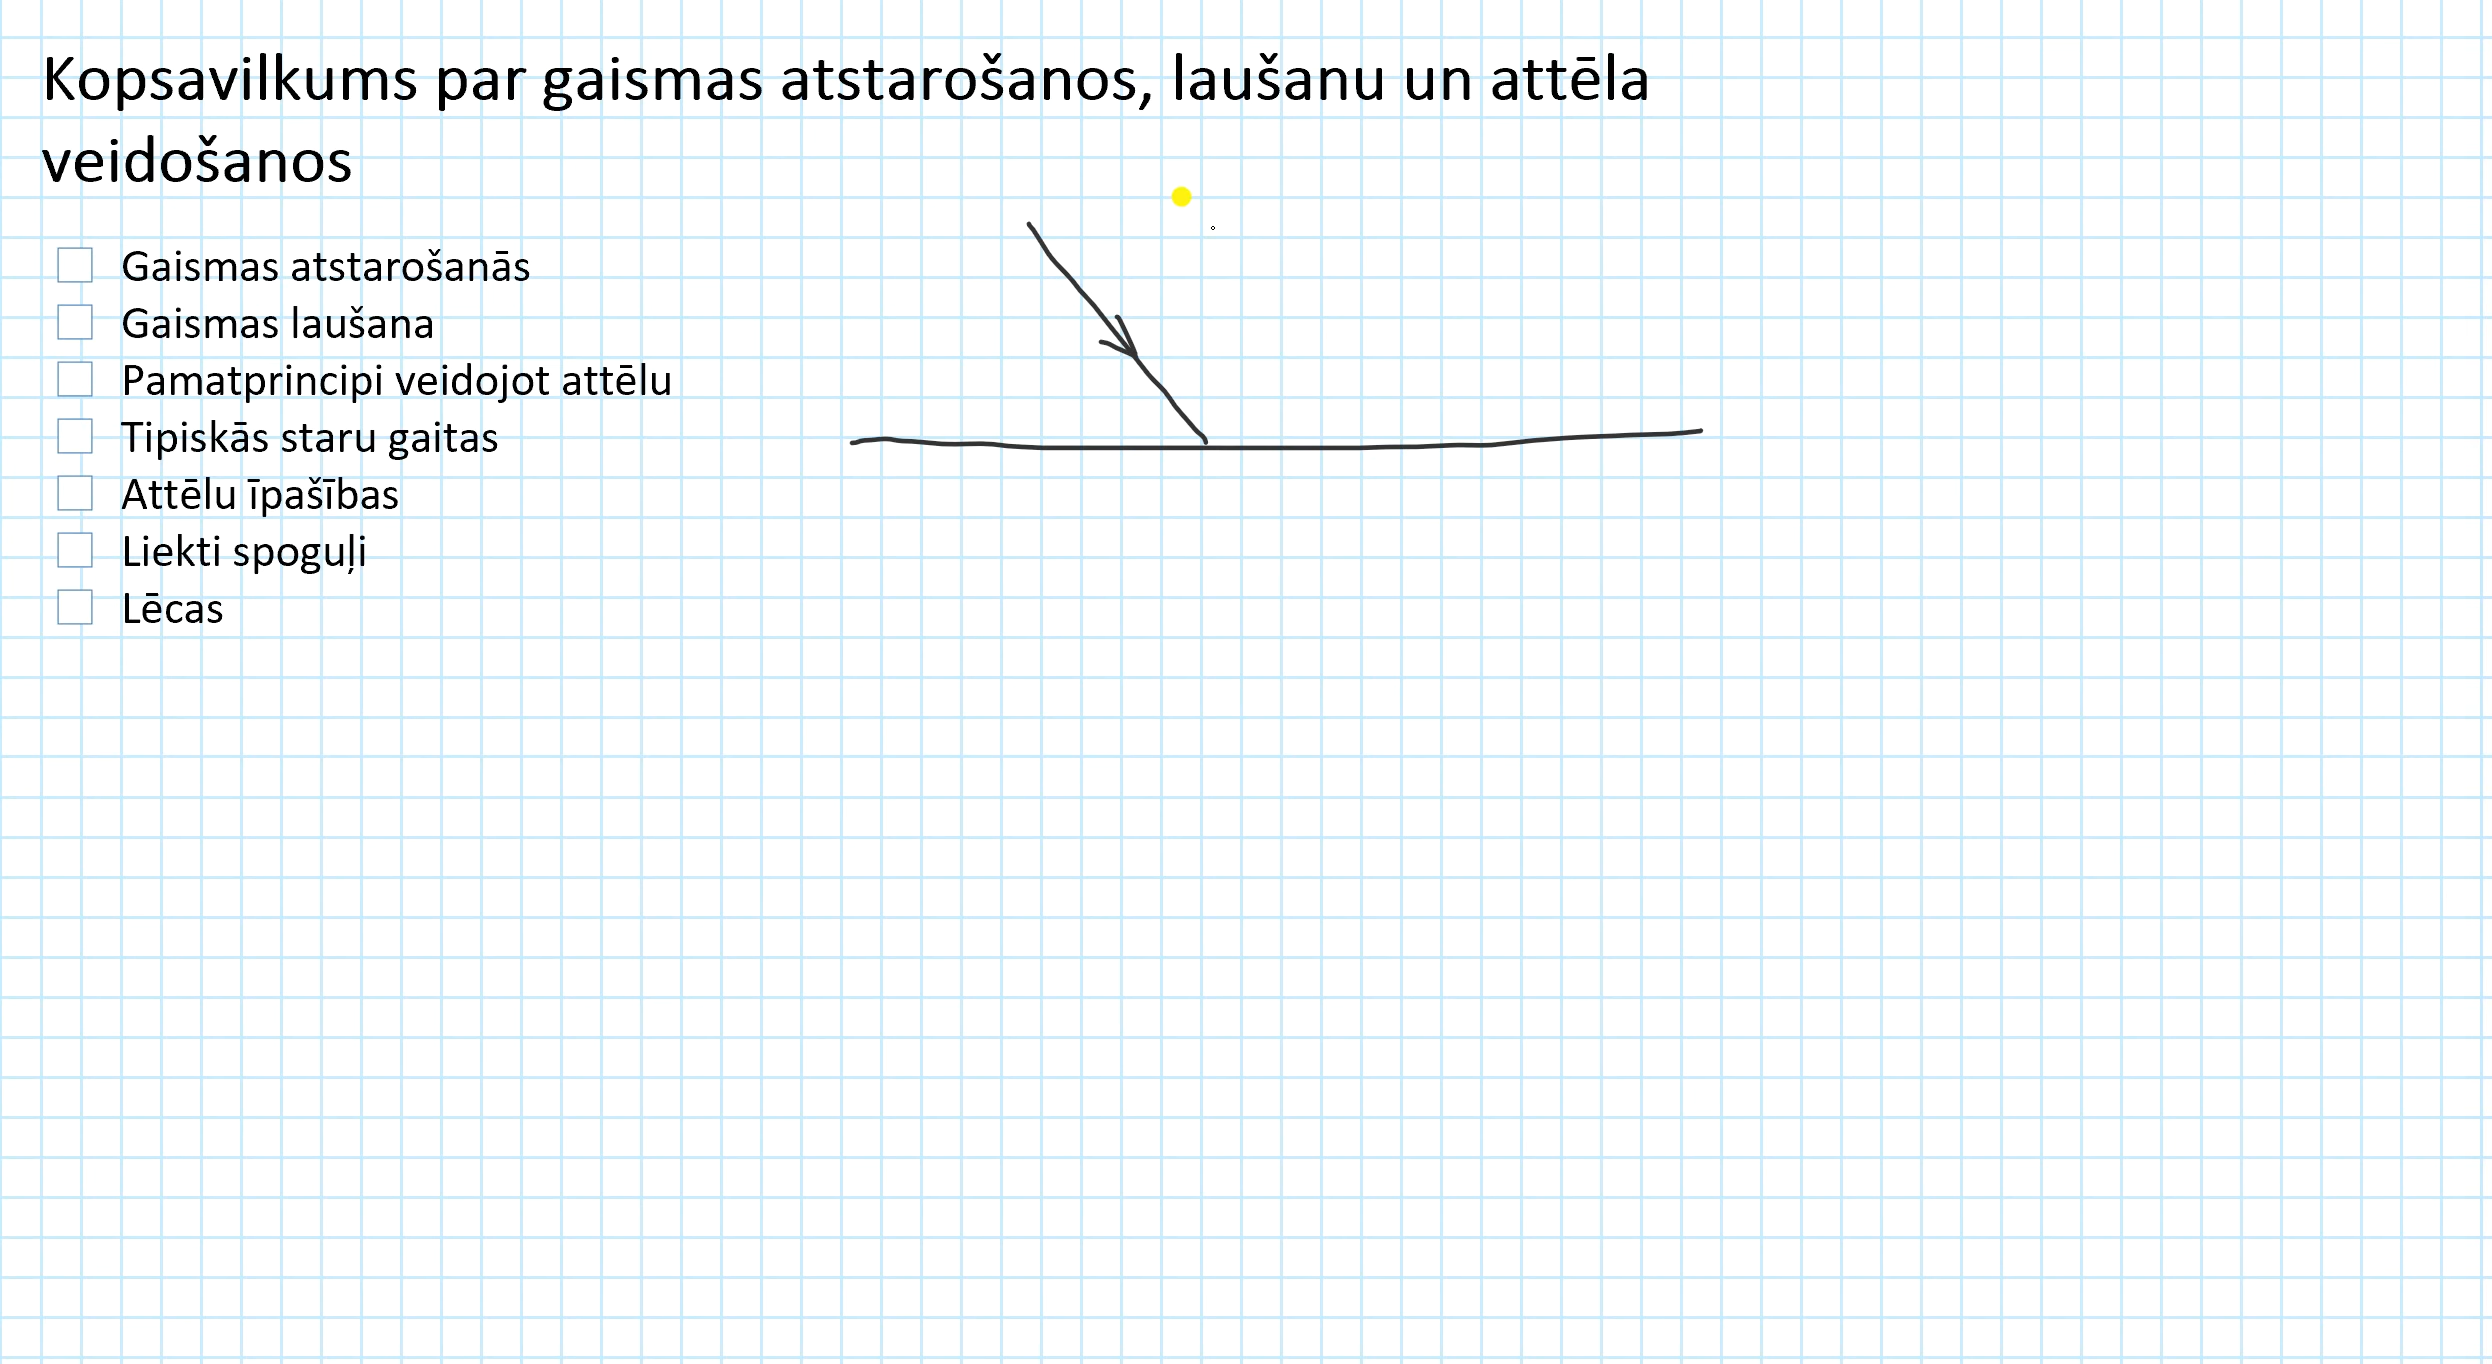 Kopsavilkums par gaismas atstarošanos, laušanu un attēla
veidošanos
Gaismas atstarošanās
Gaismas laušana
Pamatprincipi veidojot attēlu
Tipiskās staru gaitas
Attēlu īpašības
Liekti spoguļi
Lēcas